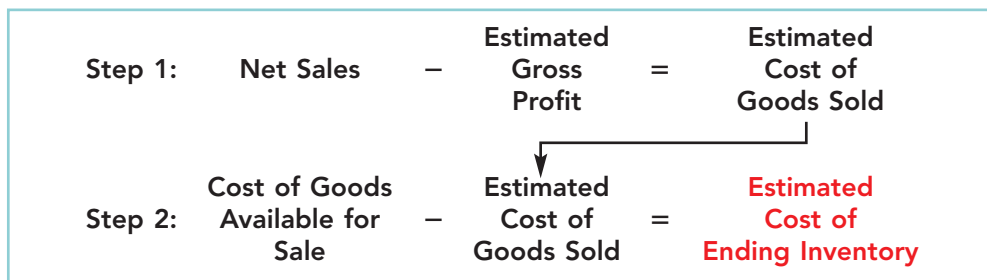 Estimated Estimated
Step 1: Net Sales – Gross = Cost of
Profit Goods Sold
Cost of Goods Estimated Estimated
Step 2: Available for – Cost of = Cost of
Sale Goods Sold Ending Inventory